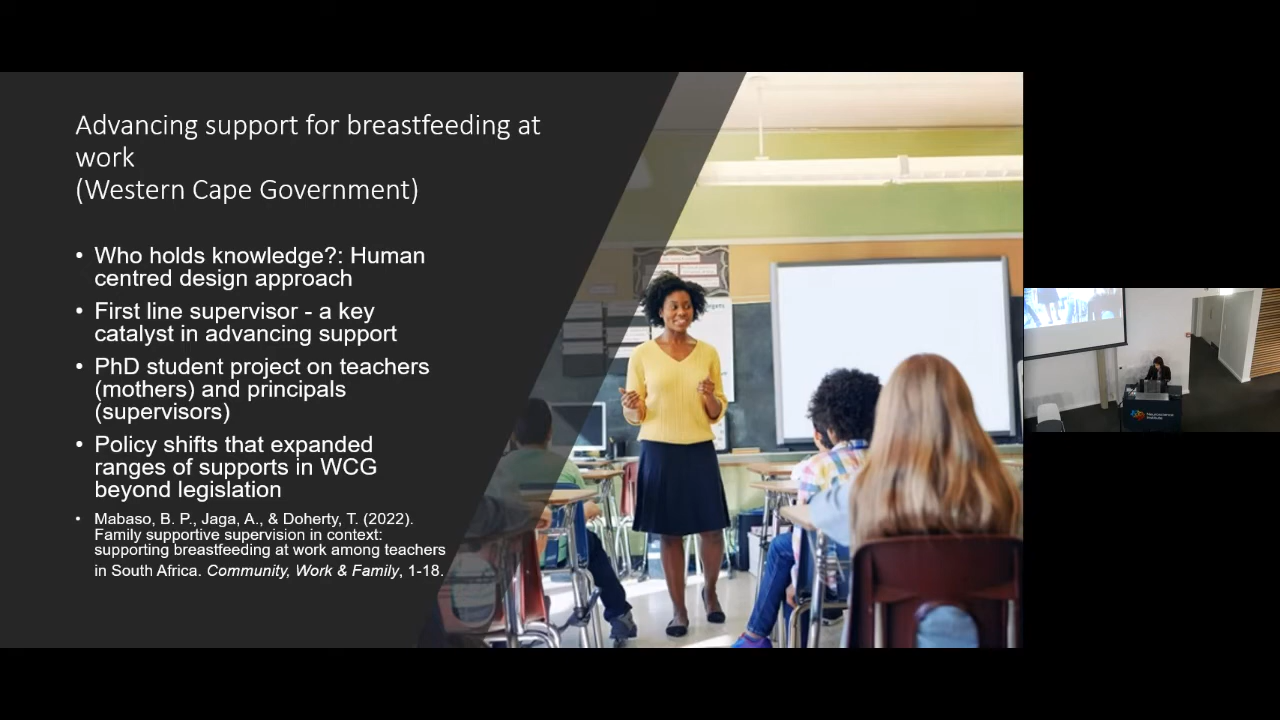 Advancing support for breastfeeding at
work
(Western Cape Government)
• Who holds knowledge?: Human
centred design approach
• First line supervisor - a key
catalyst in advancing support
• PhD student project on teachers
(mothers) and principals
(supervisors)
• Policy shifts that expanded
ranges of supports in WCG
beyond legislation
• Mabaso, B. P., Jaga, A., & Doherty, T. (2022).
Family supportive supervision in context:
supporting breastfeeding at work among teachers
in South Africa. Community, Work & Family, 1-18.
Neuroscience
Institute